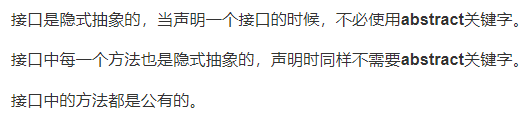 接口是隐式抽象的，当声明一个接口的时候，不必使用abstract关键字。
接口中每一个方法也是隐式抽象的，声明时同样不需要abstract关键字。
接口中的方法都是公有的。